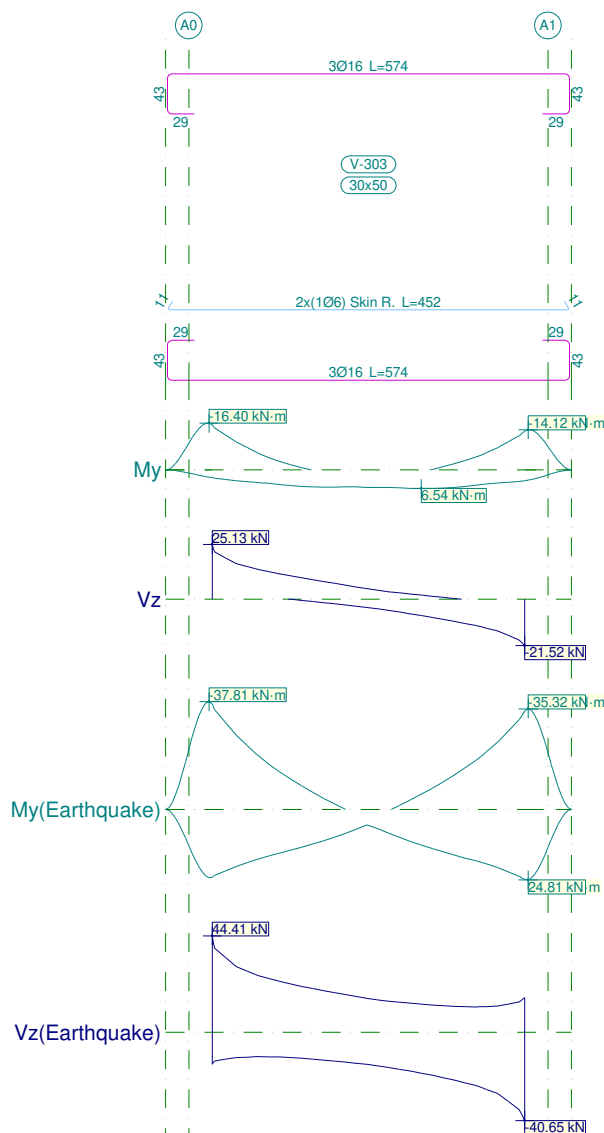 A0 A1
3Ø16 L=574
43 43
29 29
V-303
30x50
11 2x(1Ø6) Skin R. L=452 11
29 29
43 43
3Ø16 L=574
-16.40 kN·m -14.12 kN·m
My
6.54 kN·m
25.13 kN
Vz
-21.52 kN
-37.81 kN·m -35.32 kN·m
My(Earthquake)
24.81 kN·m
44.41 kN
Vz(Earthquake)
-40.65 kN